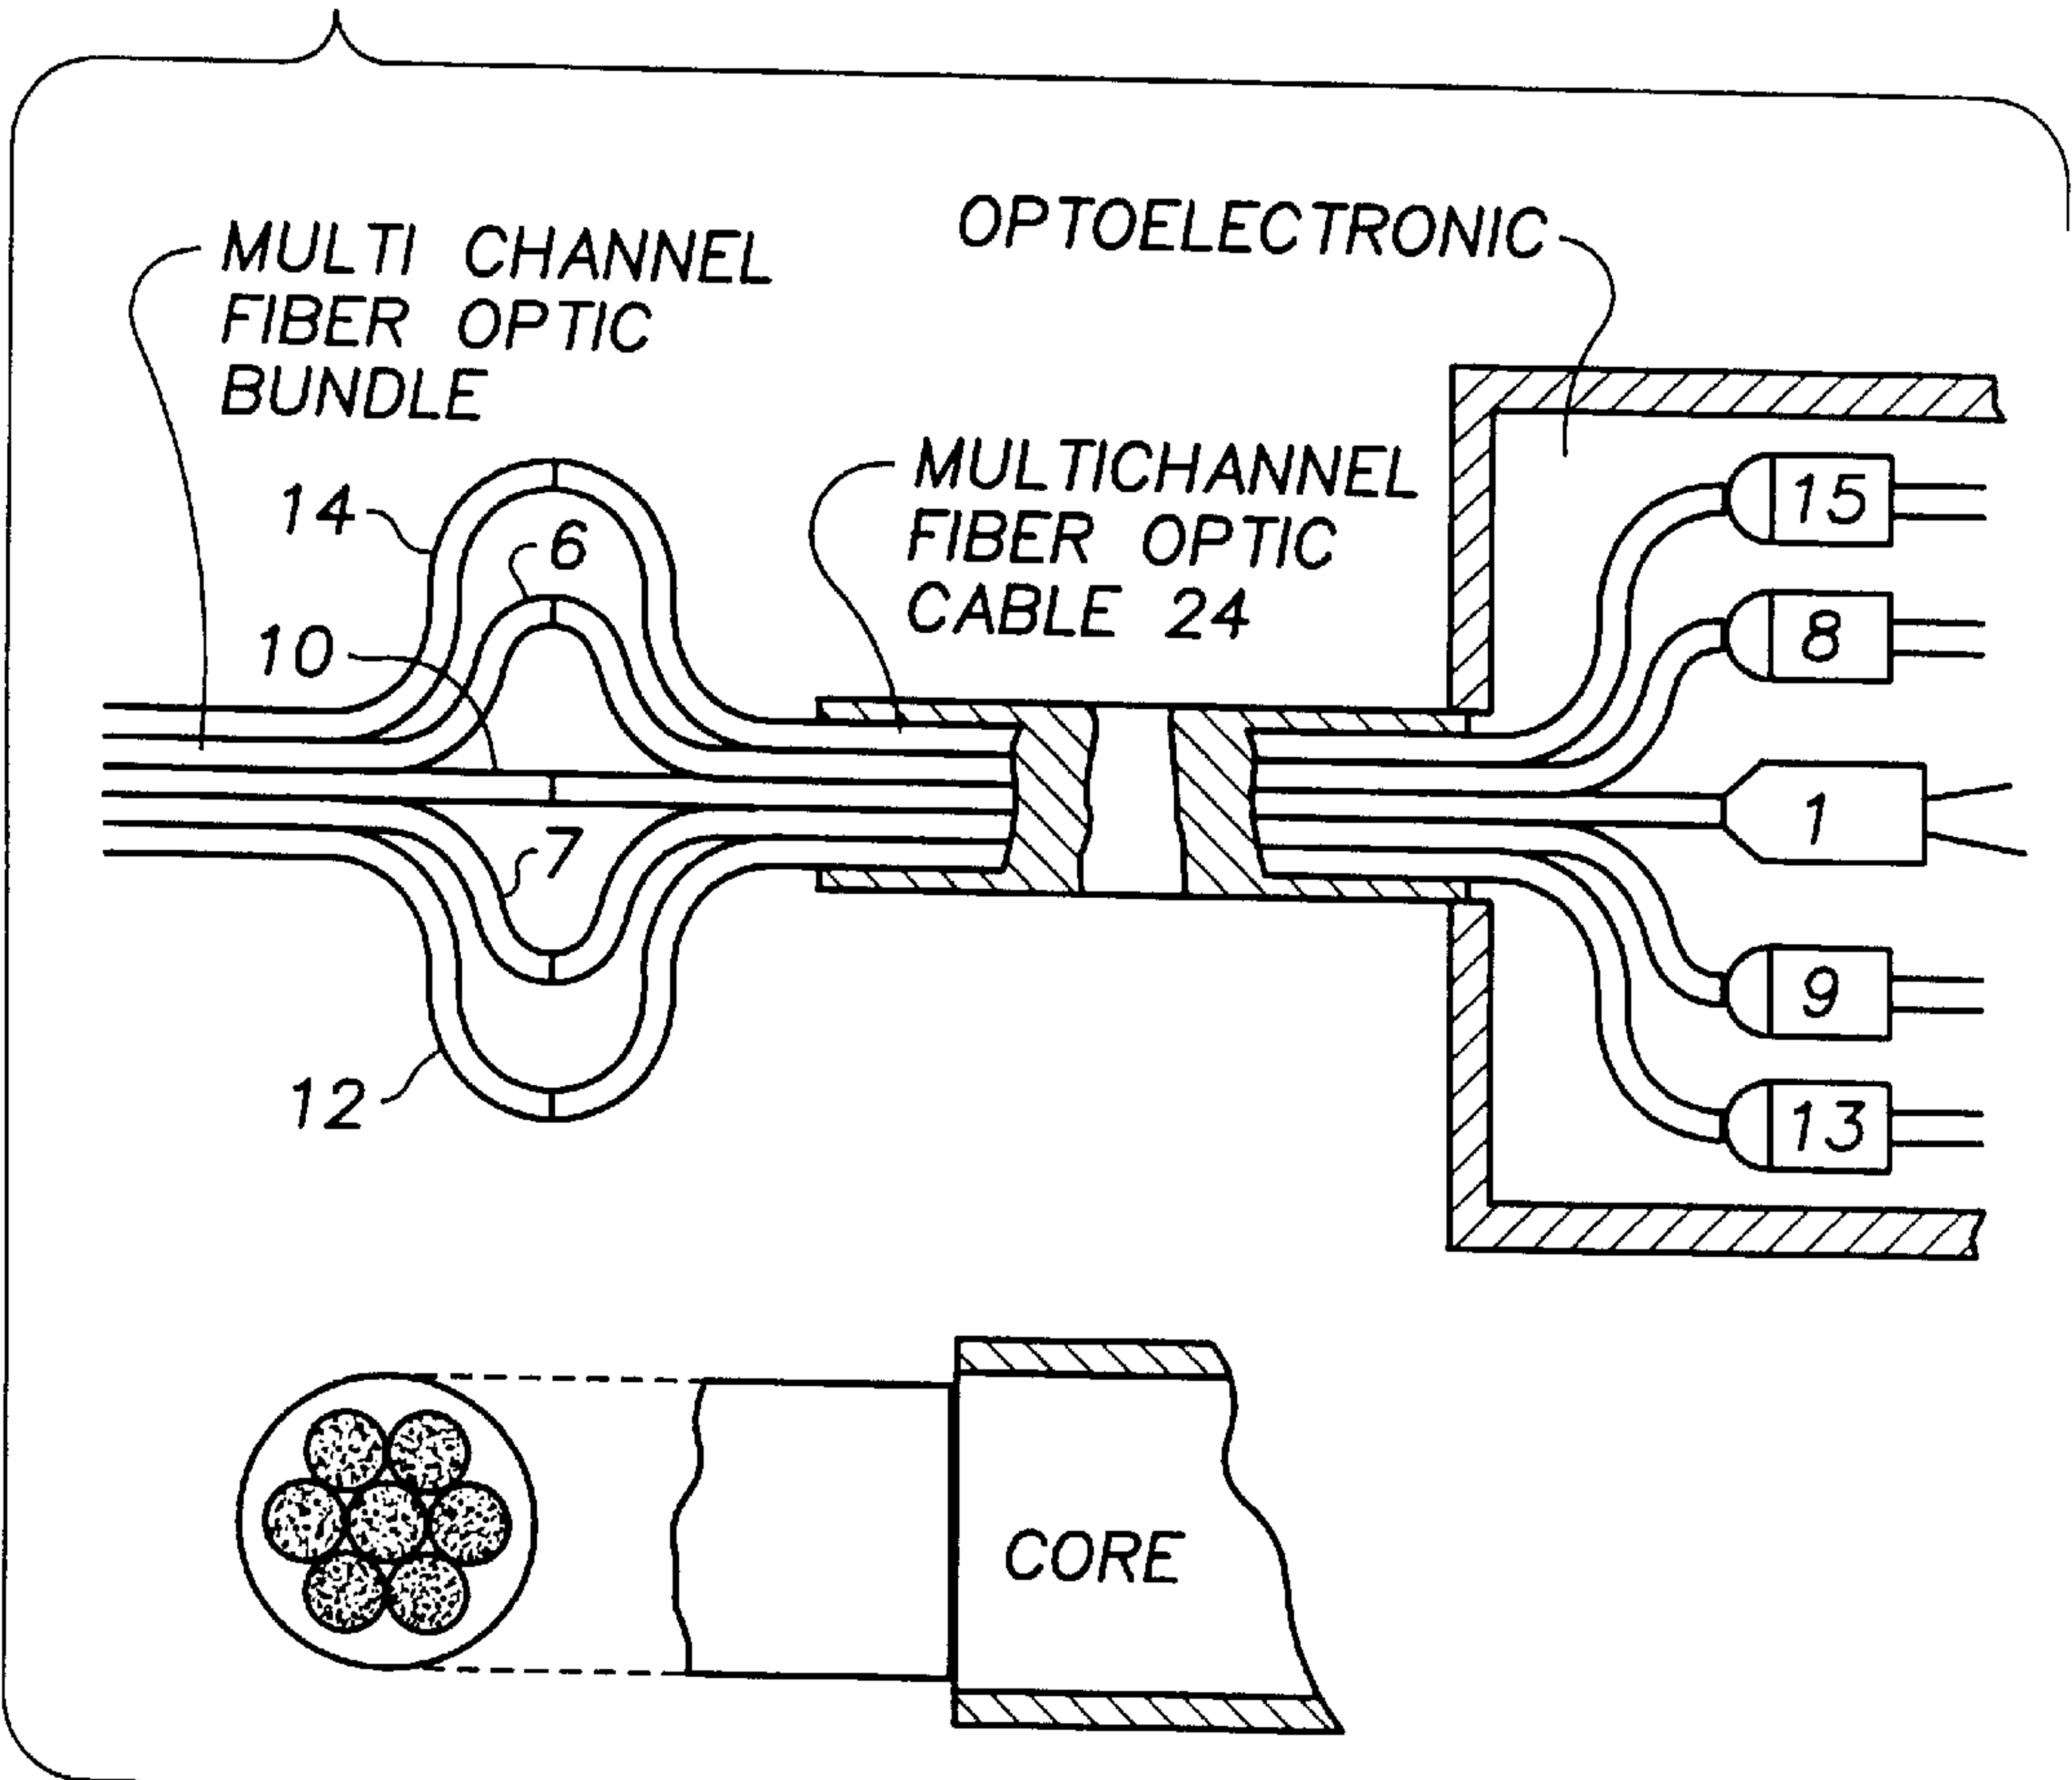 MULTI CHANNEL
FIBER OPTIC
BUNDLE
OPTOELECTRONIC
MULTICHANNEL
FIBER OPTIC
CABLE 24
14
6
10
7
12
15
8
1
9
13
CORE